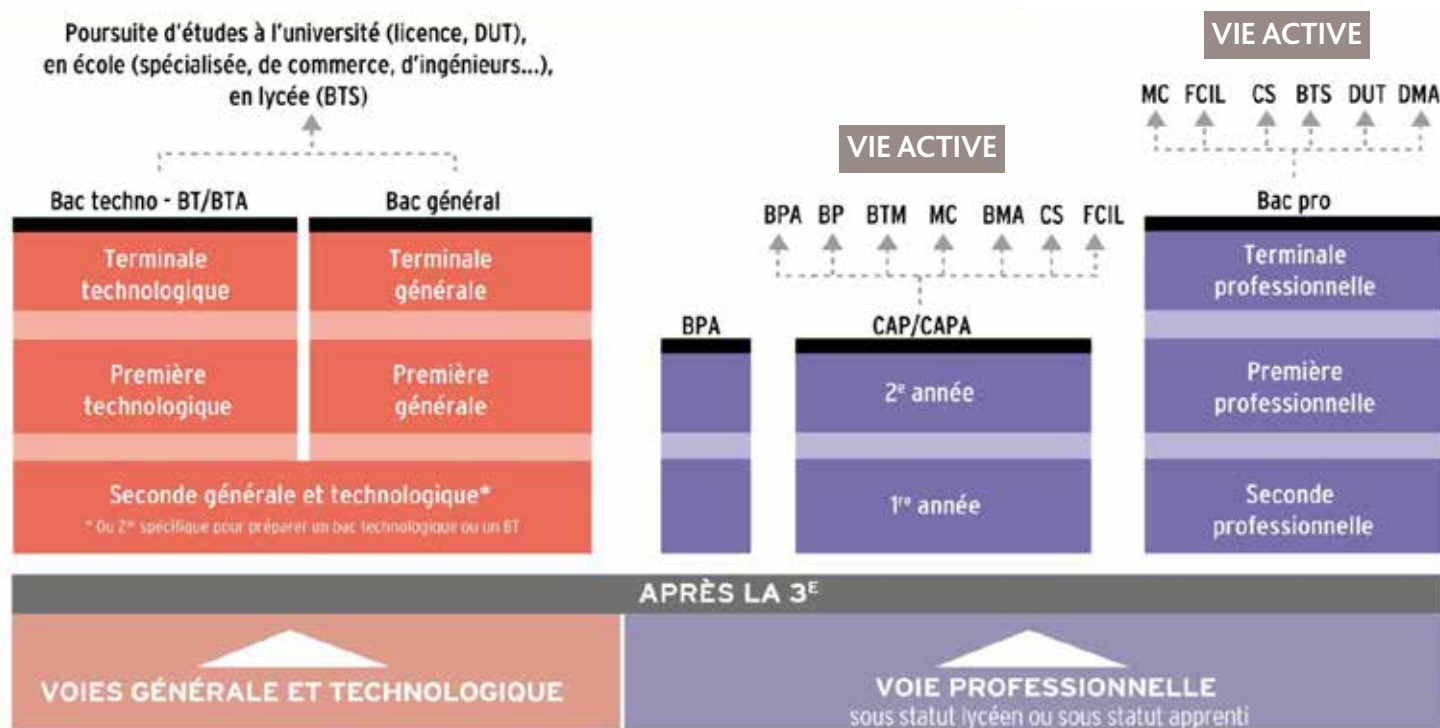 Poursuite d'études à l'université (licence, DUT),
en école (spécialisée, de commerce, d'ingénieurs...),
en lycée (BTS)
Bac techno - BT/BTA
Bac général
Terminale
technologique
Terminale
générale
Première
technologique
Première
générale
Seconde générale et technologique*
* Ou 2de spécifique pour préparer un bac technologique ou un BT
VIE ACTIVE
BPA BP BTM MC BMA CS FCIL
BPA
CAP/CAPA
2e année
1re année
VIE ACTIVE
MC FCIL CS BTS DUT DMA
Bac pro
Terminale
professionnelle
Première
professionnelle
Seconde
professionnelle
APRÈS LA 3E
VOIES GÉNÉRALE ET TECHNOLOGIQUE
VOIE PROFESSIONNELLE
sous statut lycéen ou sous statut apprenti